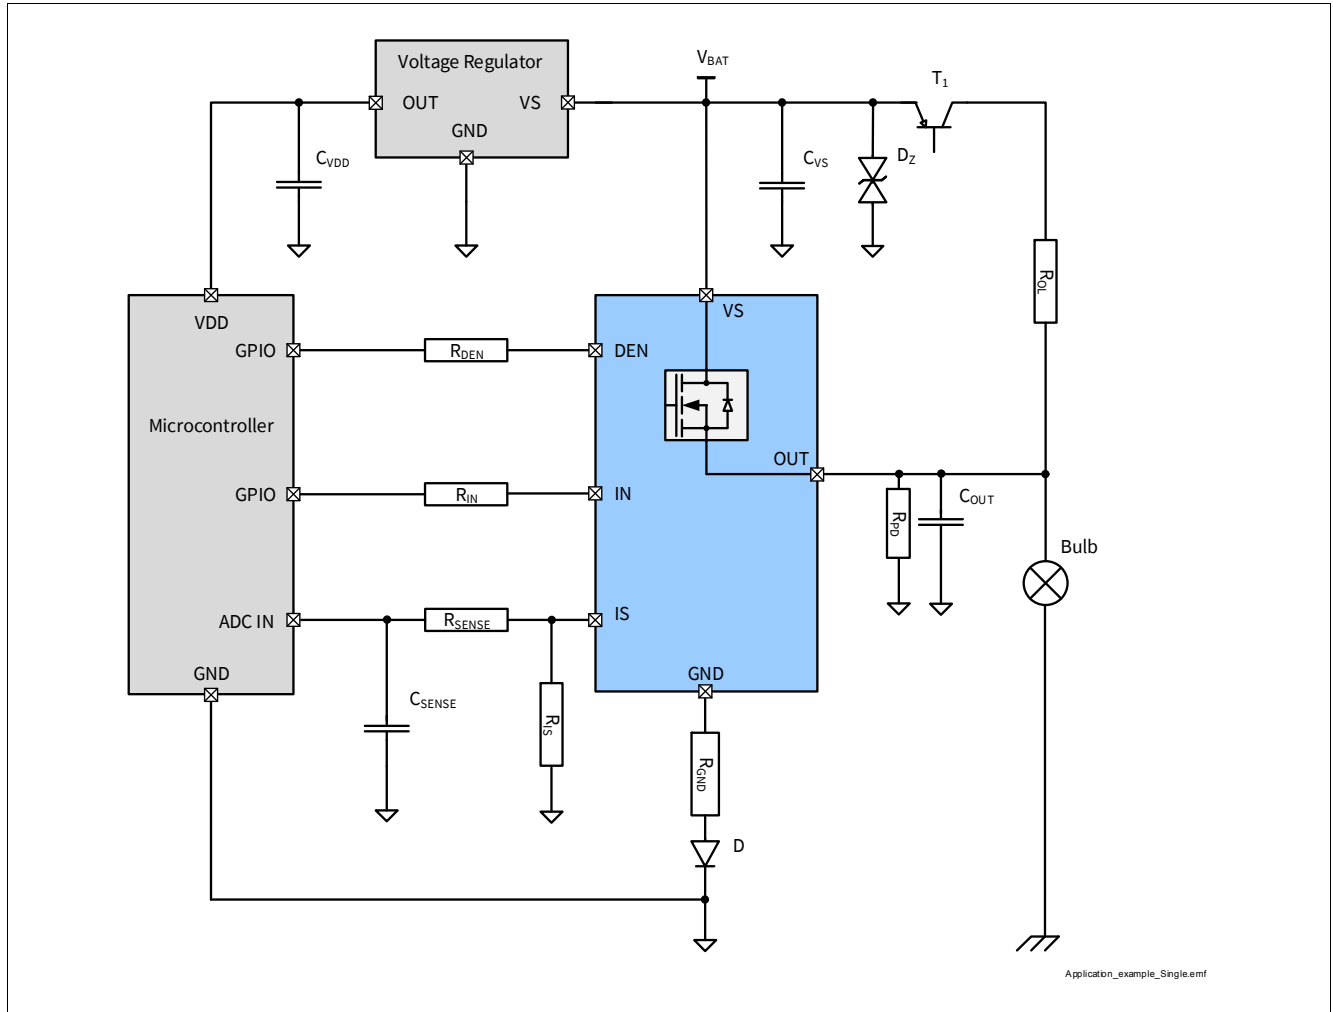 Voltage Regulator
OUT
VS
GND
VBAT
T1
CVDD
CVS
DZ
ROL
VDD
VS
GPIO
RDEN
DEN
Microcontroller
OUT
GPIO
RIN
IN
COUT
RPD
Bulb
ADC IN
RSENSE
IS
GND
GND
CSENSE
RIS
RGND
D
Application_example_Single.emf